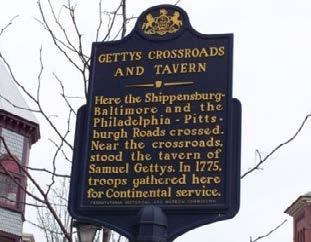 GETTYS CROSSROADS
AND TAVERN
Here the Shippensburg-
Baltimore and the
Philadelphia - Pitts-
burgh Roads crossed.
Near the crossroads,
stood the tavern of
Samuel Gettys. In 1775,
troops gathered here
for Continental service.
PENNSYLVANIA HISTORICAL AND MUSEUM COMMISSION